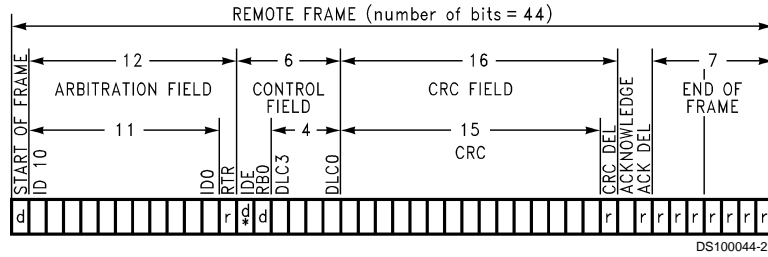 REMOTE FRAME (number of bits = 44)
12 6 16 7
ARBITRATION FIELD CONTROL FIELD CRC FIELD END OF FRAME
11 4 15
CRC
START OF FRAME
ID 10
ID0
RTR
IDE
RB0
DLC3
DLC0
CRC DEL
ACKNOWLEDGE
ACK DEL
d r d * d r r r r r r r r r
DS100044-2